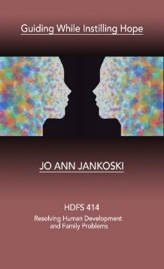 Guiding While Instilling Hope
JO ANN JANKOSKI
HDFS 414
Resolving Human Development
and Family Problems